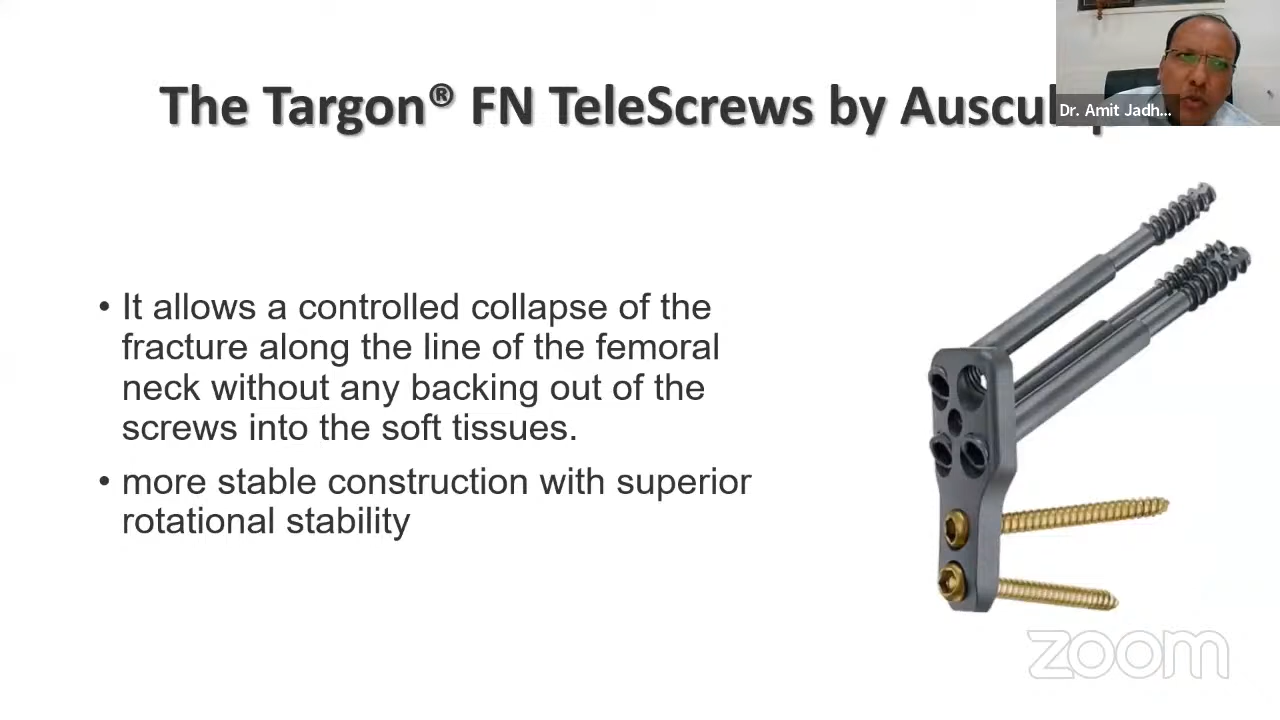 The Targon® FN TeleScrews by Auscu
Dr. Amit Jadh...
• It allows a controlled collapse of the
fracture along the line of the femoral
neck without any backing out of the
screws into the soft tissues.
• more stable construction with superior
rotational stability
zoom